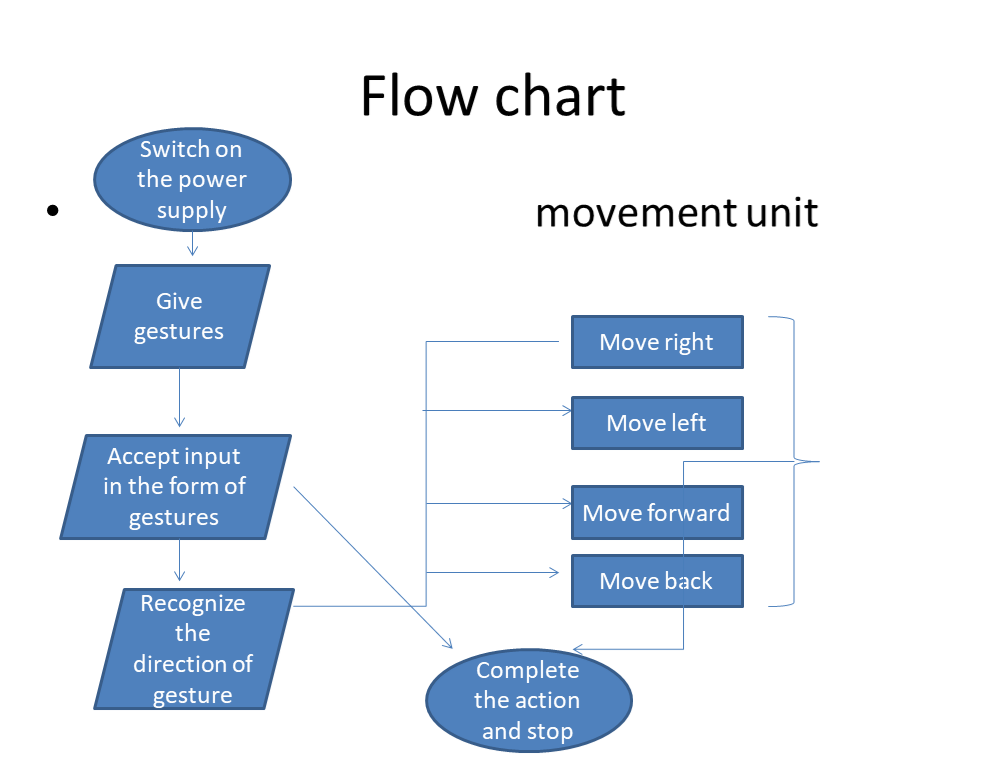 Flow chart
Switch on
the power
supply
• movement unit
Give
gestures
Accept input
in the form of
gestures
Recognize
the
direction of
gesture
Move right
Move left
Move forward
Move back
Complete
the action
and stop